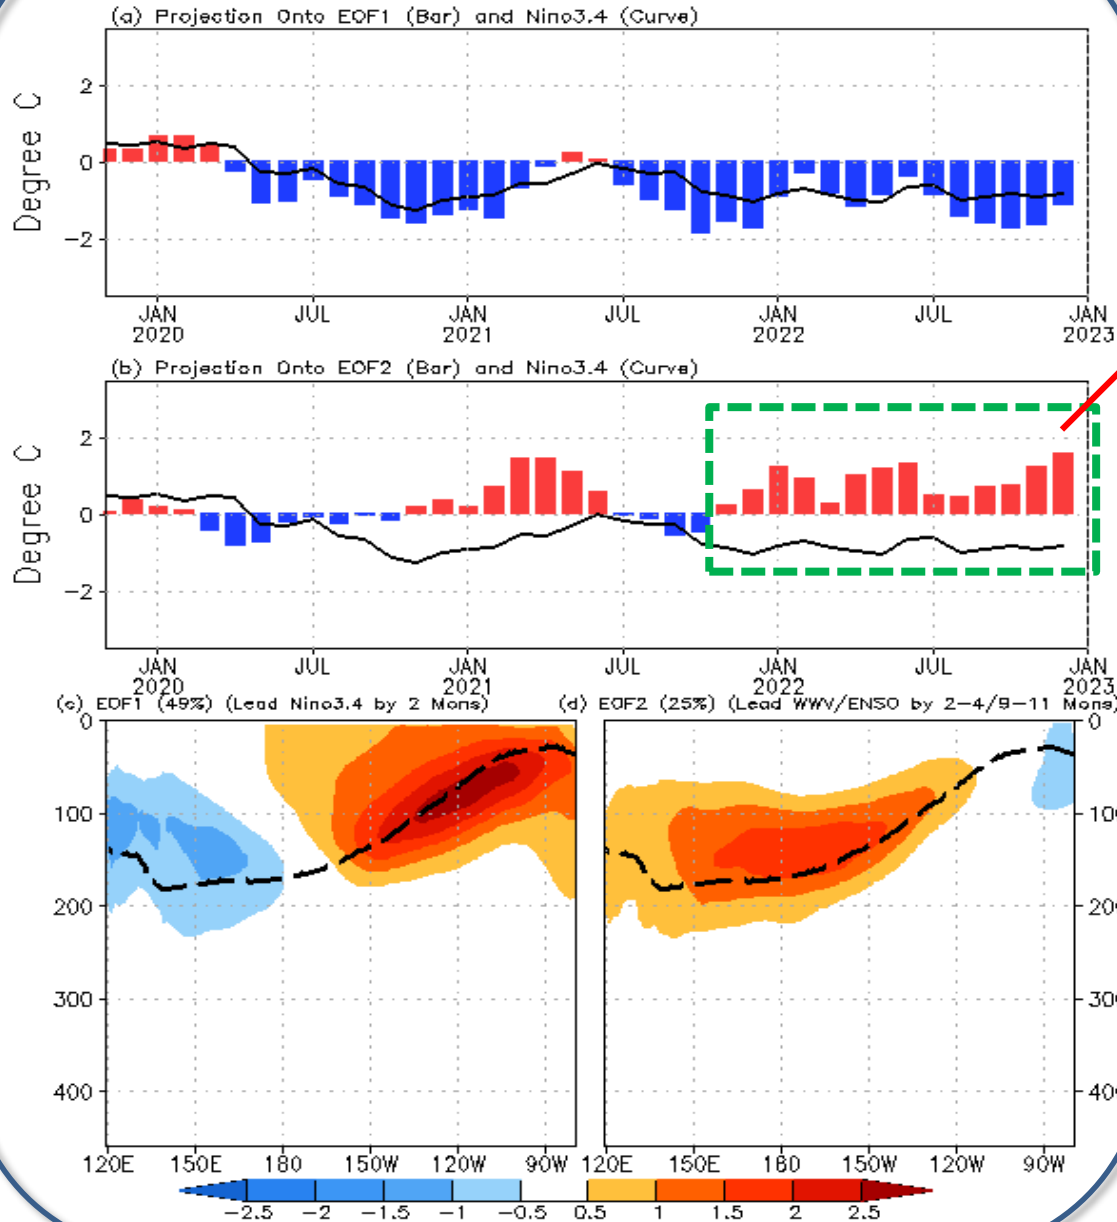 (a) Projection Onto EOF1 (Bar) and Nino3.4 (Curve)
Degree C
2
0
-2
JAN JUL JAN JUL JAN JUL JAN
2020 2021 2022 2023
(b) Projection Onto EOF2 (Bar) and Nino3.4 (Curve)
Degree C
2
0
-2
JAN JUL JAN JUL JAN JUL JAN
2020 2021 2022 2023
(c) EOF1 (49%) (Lead Nino3.4 by 2 Mons)
(d) EOF2 (25%) (Lead WWV/ENSO by 2-4/9-11 Mons)
0 0
100 10
200 20
300 30
400 40
120E 150E 180 150W 120W 90W 120E 150E 180 150W 120W 90W
-2.5 -2 -1.5 -1 -0.5 0.5 1 1.5 2 2.5